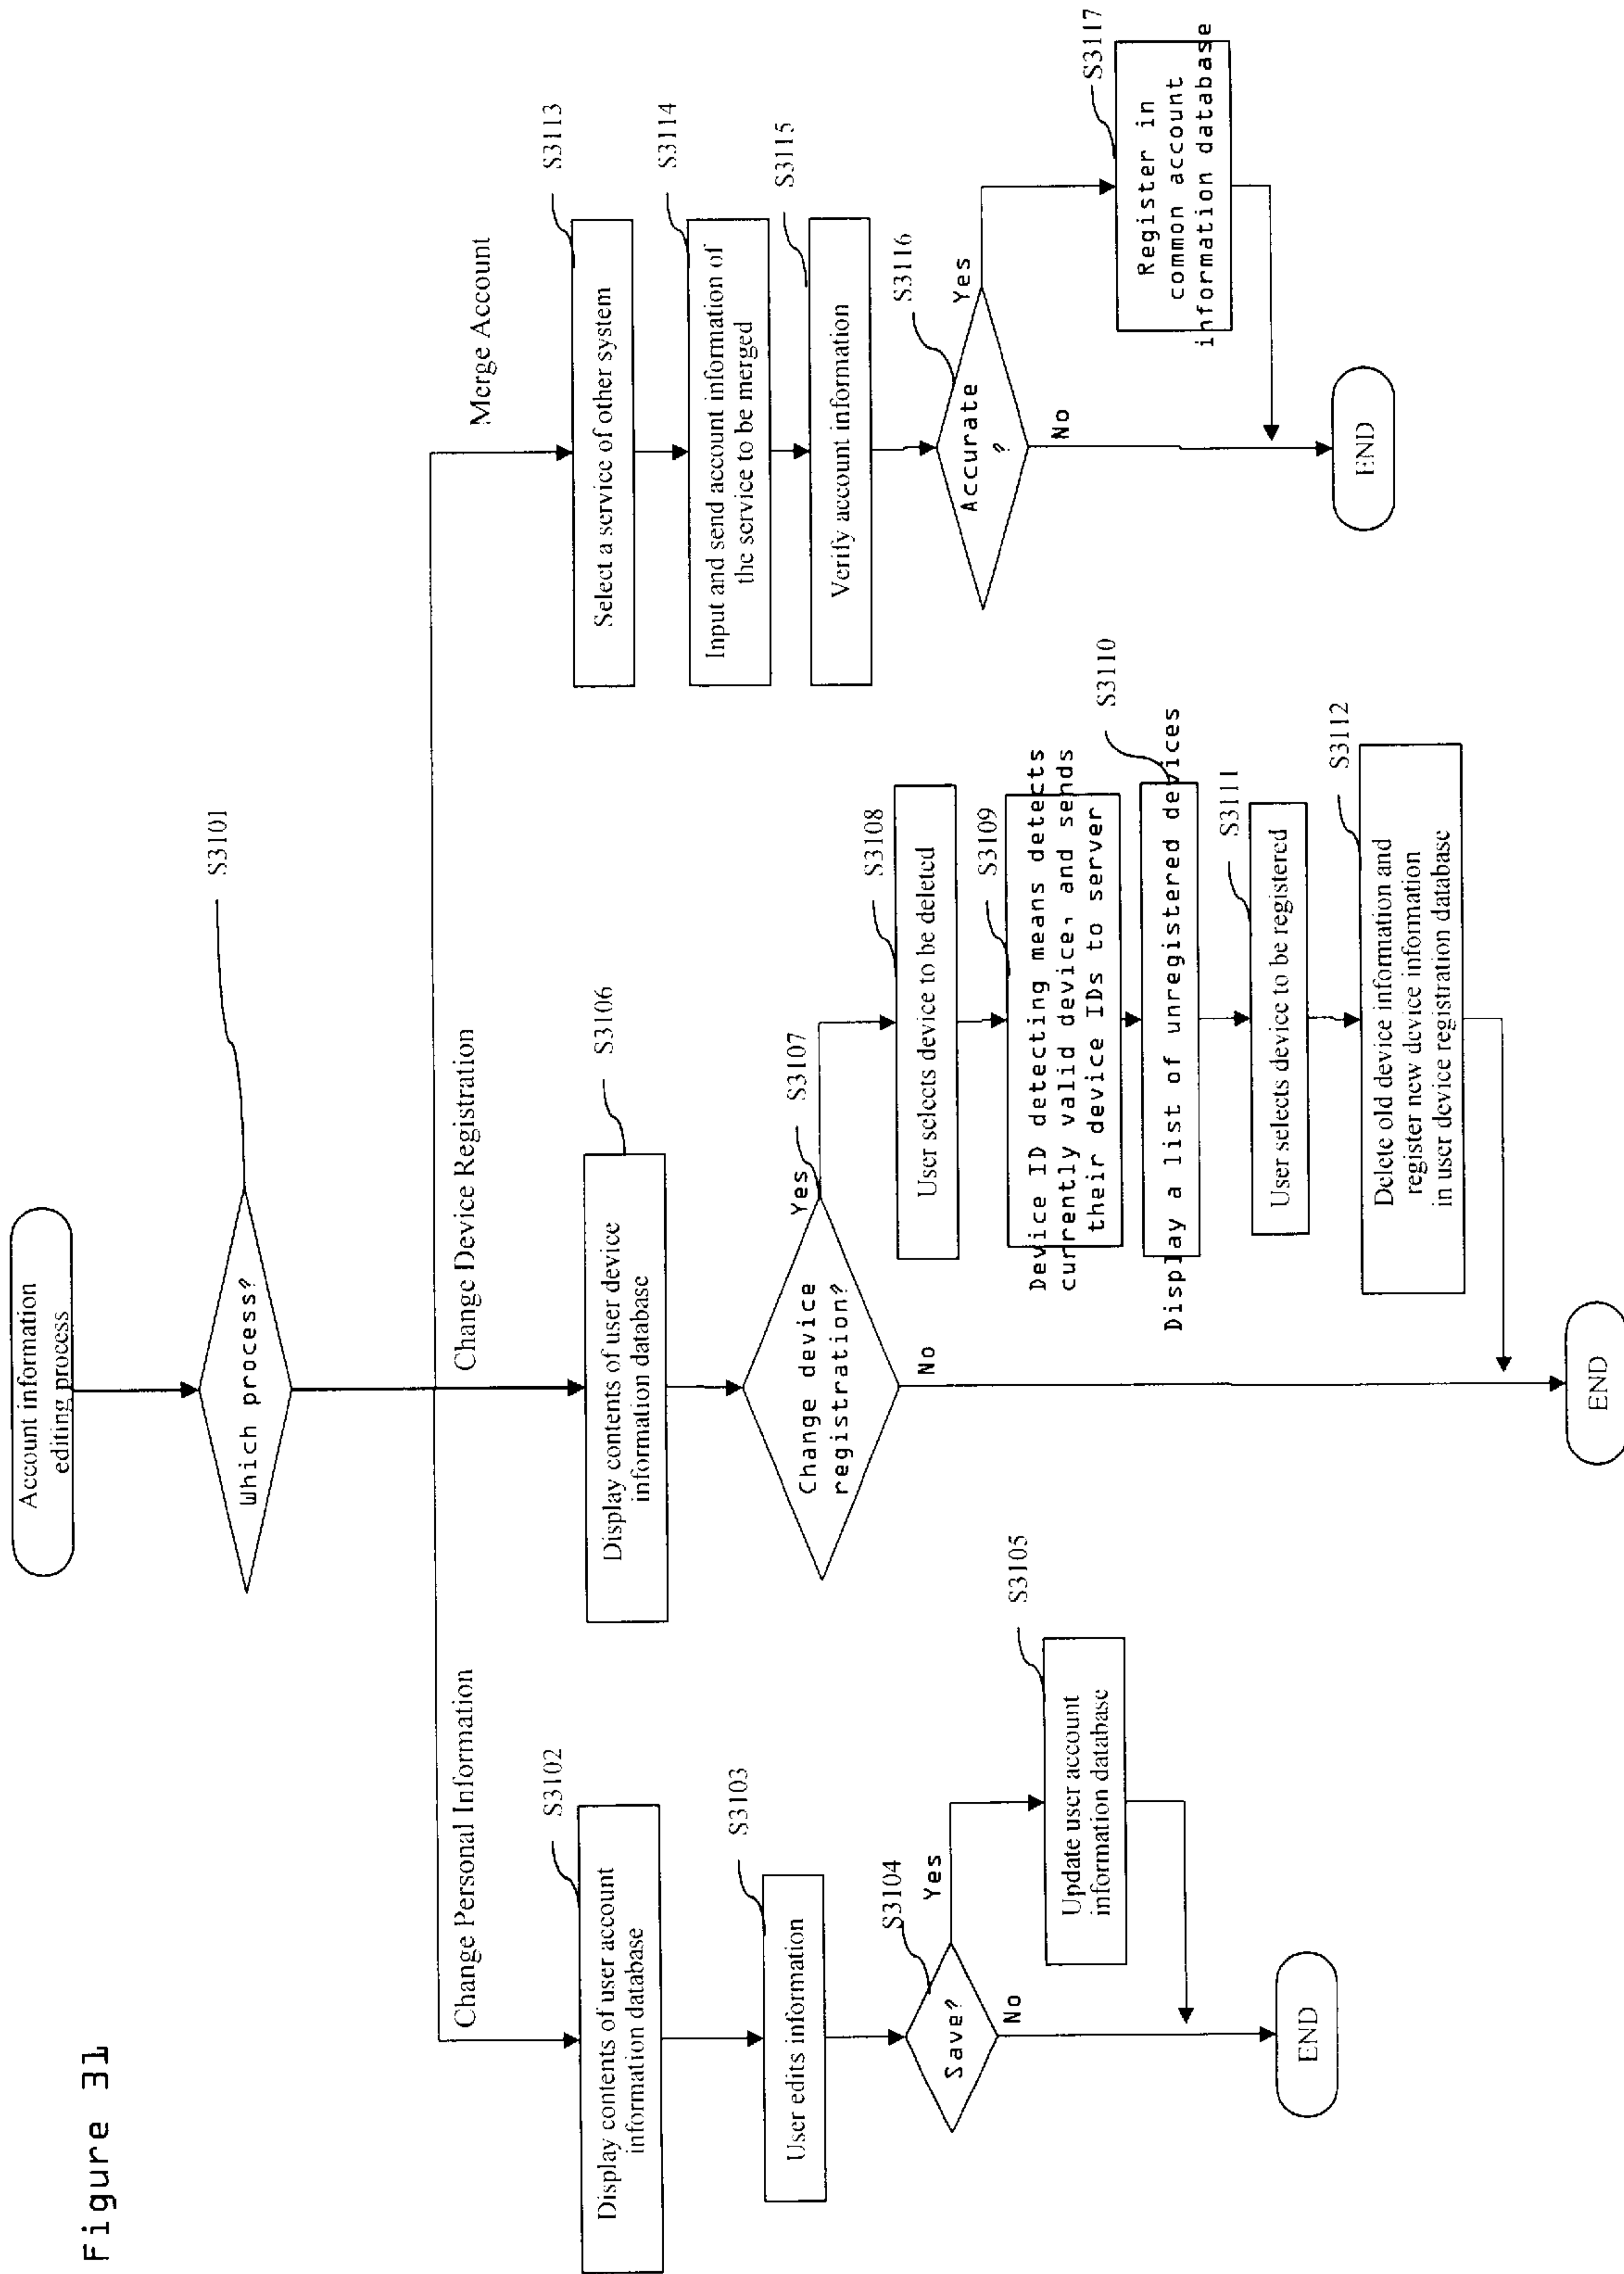 Figure 31
Account information
editing process
S3101
Which process?
Change Personal Information
Change Device Registration
Merge Account
S3102
Display contents of user account
information database
S3103
User edits information
S3104
Save?
Yes
No
S3105
Update user account
information database
END
S3106
Display contents of user device
information database
S3107
Change device
registration?
Yes
No
S3108
User selects device to be deleted
S3109
Device ID detecting means detects
currently valid device, and sends
their device IDs to server
S3110
Display a list of unregistered devices
S3111
User selects device to be registered
S3112
Delete old device information and
register new device information
in user device registration database
END
S3113
Select a service of other system
S3114
Input and send account information of
the service to be merged
S3115
Verify account information
S3116
Accurate
?
Yes
No
S3117
Register in
common account
information database
END